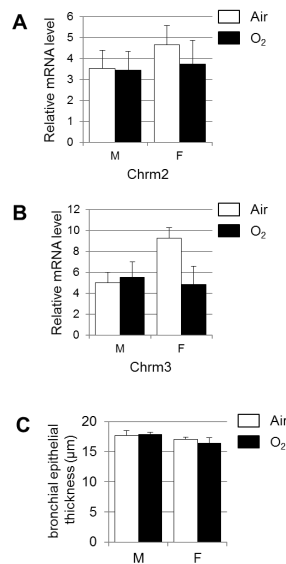 A
Relative mRNA level
6
5
4
3
2
1
0
M
F
Chrm2
Air
O₂
B
Relative mRNA level
12
10
8
6
4
2
0
M
F
Chrm3
Air
O₂
C
bronchial epithelial
thickness (µm)
20
15
10
5
0
M
F
Air
O₂